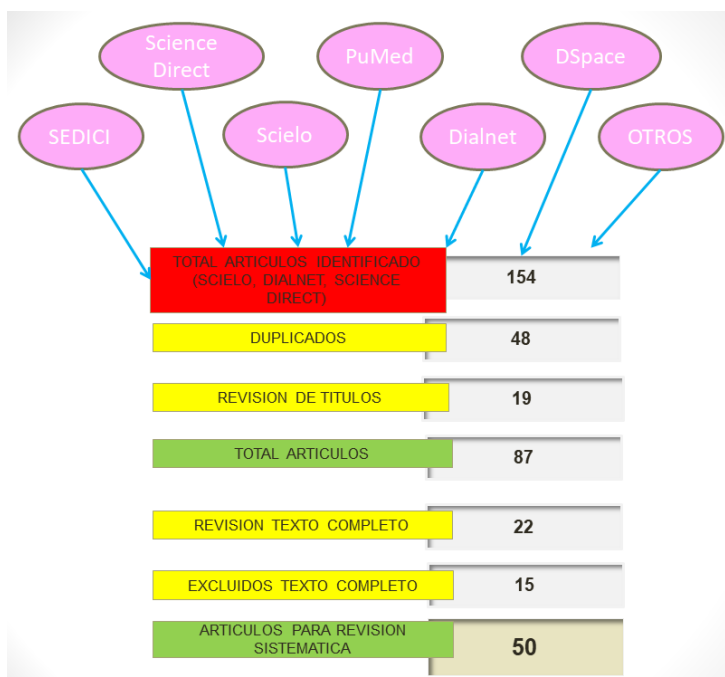 Science
Direct
PuMed
DSpace
SEDICI
Scielo
Dialnet
OTROS
TOTAL ARTICULOS IDENTIFICADO
(SCIELO, DIALNET, SCIENCE
DIRECT)
154
DUPLICADOS
48
REVISION DE TITULOS
19
TOTAL ARTICULOS
87
REVISION TEXTO COMPLETO
22
EXCLUIDOS TEXTO COMPLETO
15
ARTICULOS PARA REVISION
SISTEMATICA
50